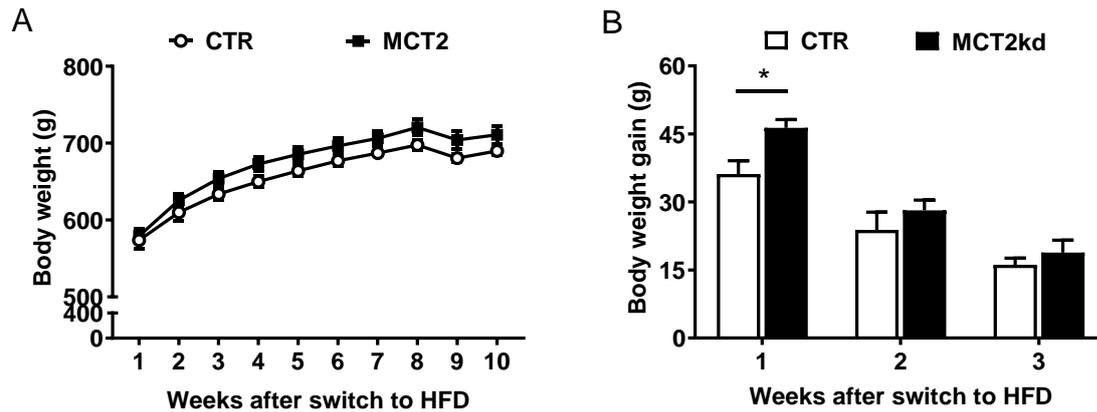 A
CTR MCT2
800
700
600
500
400
0
Body weight (g)
1 2 3 4 5 6 7 8 9 10
Weeks after switch to HFD
B
CTR MCT2kd
60
45
30
15
0
Body weight gain (g)
*
1 2 3
Weeks after switch to HFD